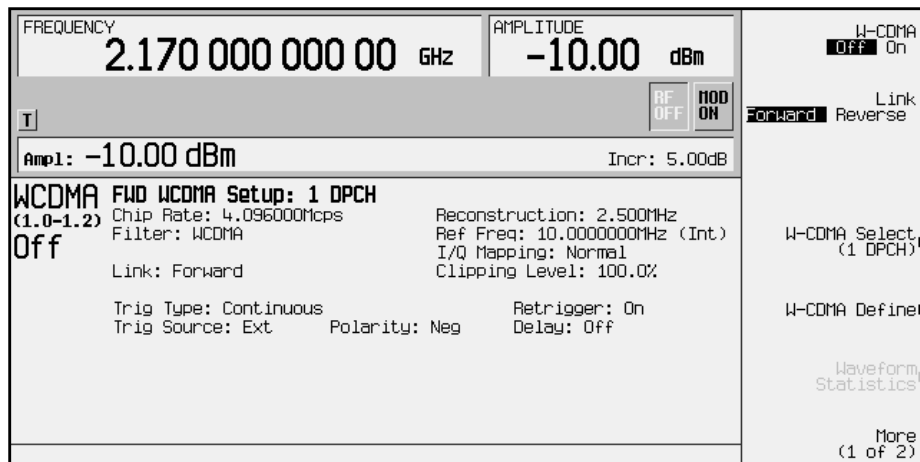 FREQUENCY
2.170 000 000 00 GHz
AMPLITUDE
-10.00 dBm
RF OFF
MOD ON
T
Ampl: -10.00 dBm
Incr: 5.00dB
WCDMA
(1.0-1.2)
Off
FWD WCDMA Setup: 1 DPCH
Chip Rate: 4.096000Mcps
Reconstruction: 2.500MHz
Filter: WCDMA
Ref Freq: 10.0000000MHz (Int)
I/Q Mapping: Normal
Link: Forward
Clipping Level: 100.0%
Trig Type: Continuous
Retrigger: On
Trig Source: Ext
Polarity: Neg
Delay: Off
W-CDMA
Off On
Link
Forward Reverse
W-CDMA Select
(1 DPCH)
W-CDMA Define
Waveform
Statistics
More
(1 of 2)